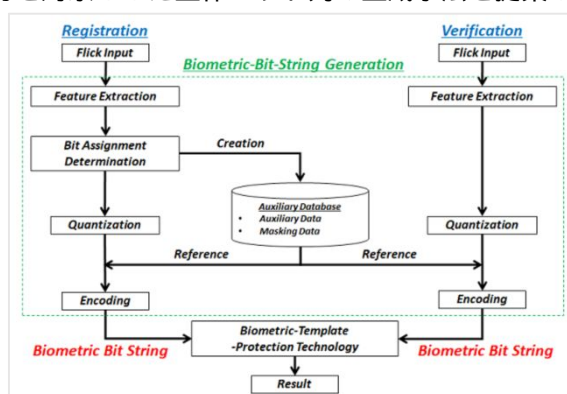 Registration
Verification
Flick Input
Flick Input
Biometric-Bit-String Generation
Feature Extraction
Feature Extraction
Bit Assignment
Determination
Creation
Auxiliary Database
• Auxiliary Data
• Masking Data
Quantization
Quantization
Reference
Reference
Encoding
Encoding
Biometric Bit String
Biometric-Template
-Protection Technology
Biometric Bit String
Result